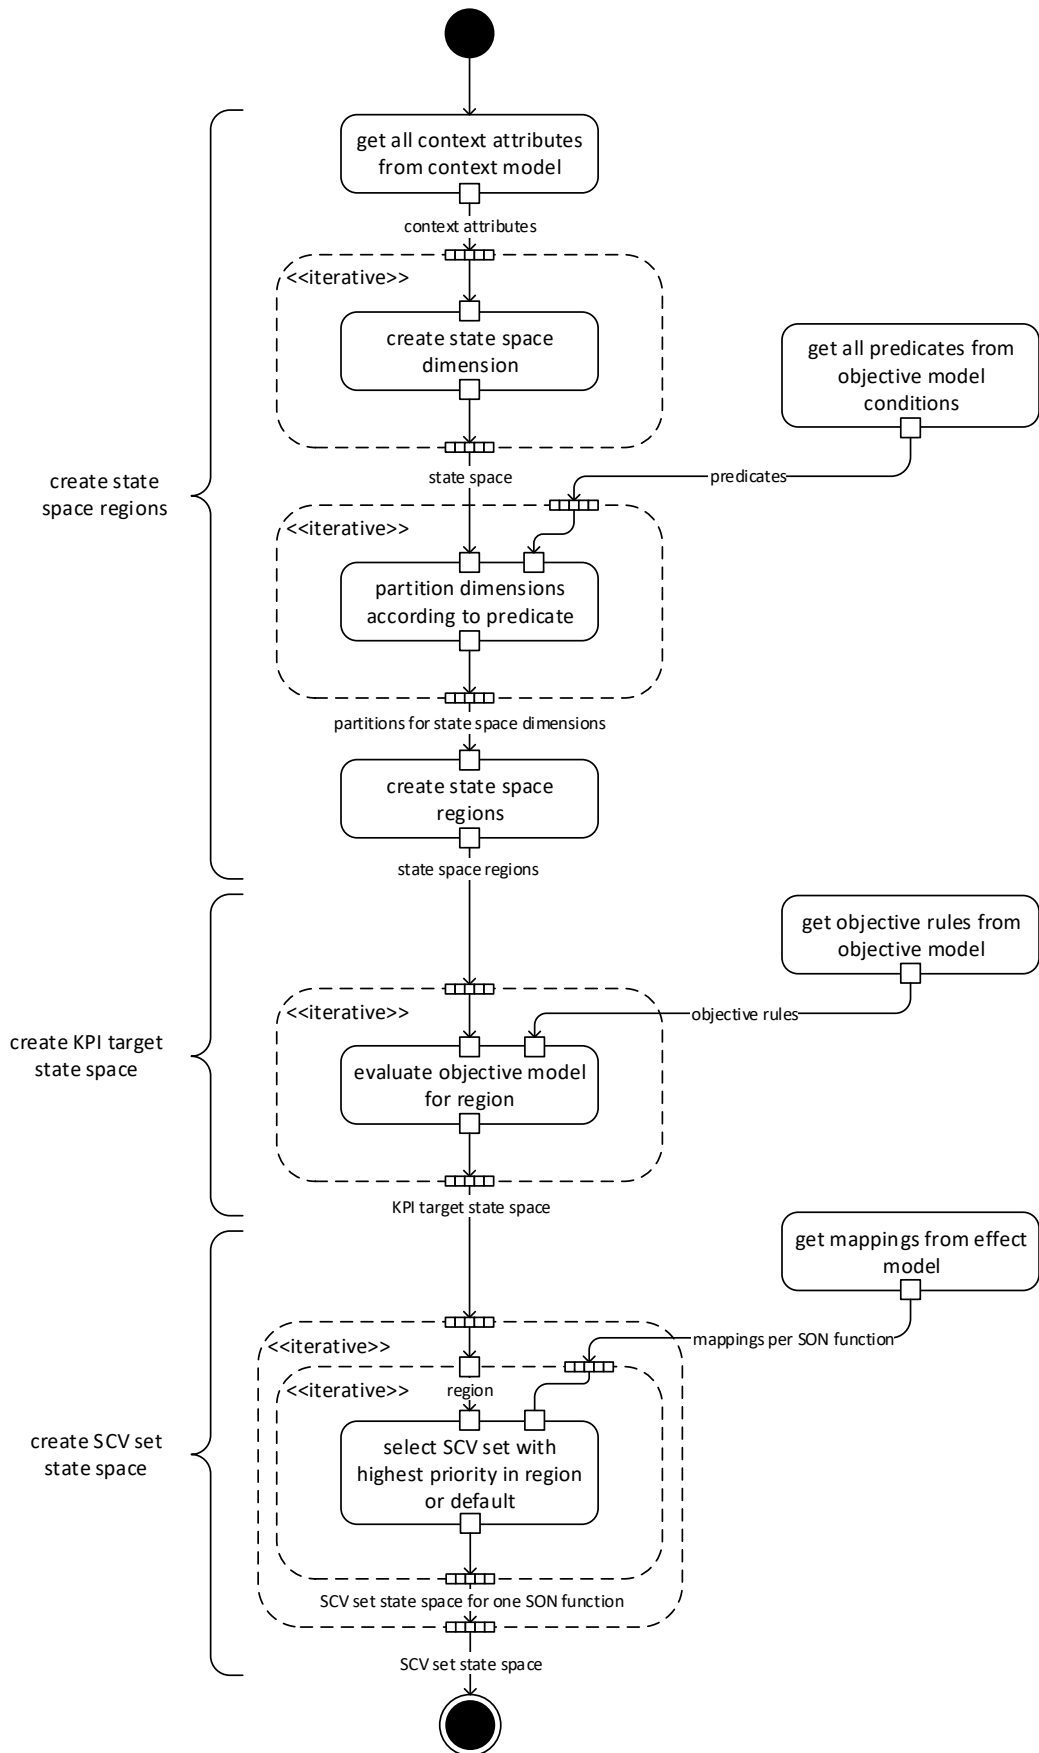 get all context attributes
from context model
context attributes
<<iterative>>
create state space
dimension
get all predicates from
objective model
conditions
state space
predicates
create state
space regions
<<iterative>>
partition dimensions
according to predicate
partitions for state space dimensions
create state space
regions
state space regions
get objective rules from
objective model
<<iterative>>
objective rules
create KPI target
state space
evaluate objective model
for region
KPI target state space
get mappings from effect
model
<<iterative>>
mappings per SON function
<<iterative>>
region
create SCV set
state space
select SCV set with
highest priority in region
or default
SCV set state space for one SON function
SCV set state space